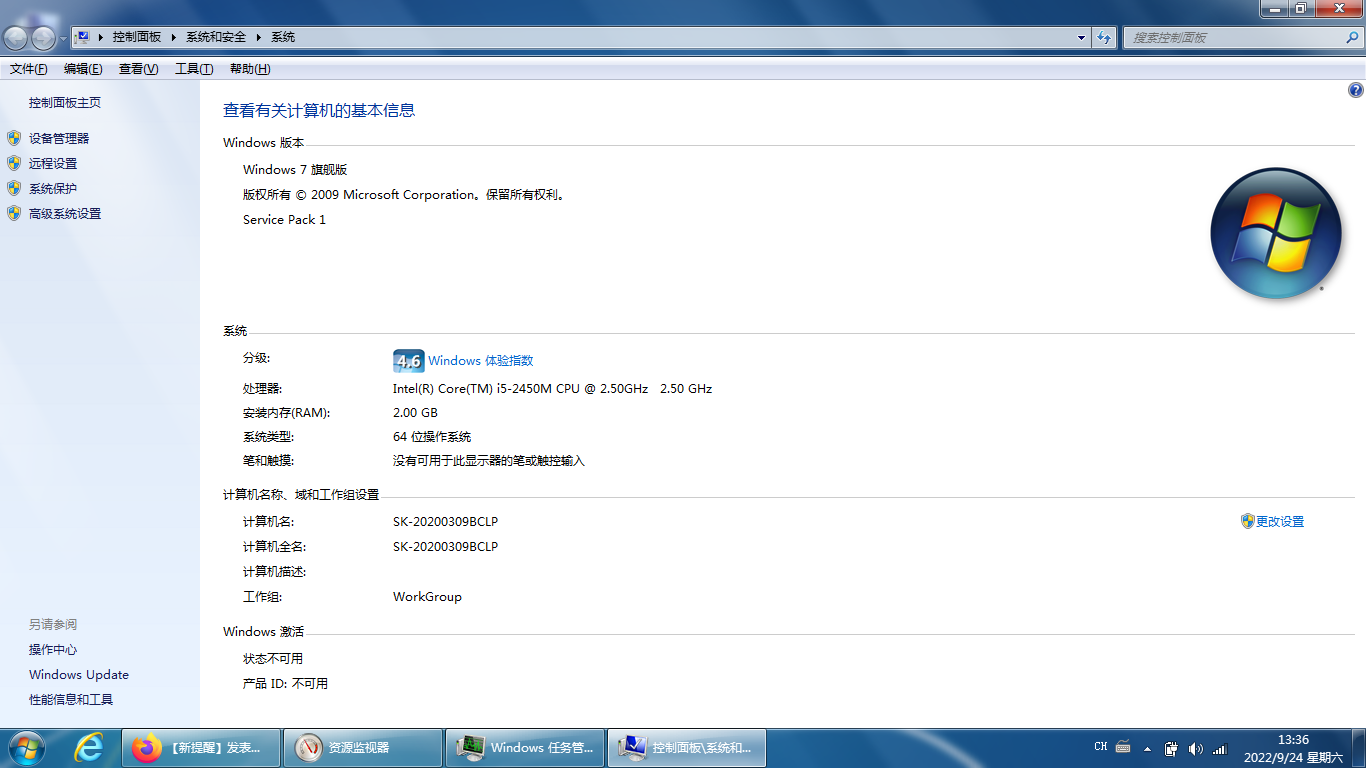 控制面板 系统和安全 系统
搜索控制面板
文件(F) 编辑(E) 查看(V) 工具(T) 帮助(H)
控制面板主页
设备管理器
远程设置
系统保护
高级系统设置
查看有关计算机的基本信息
Windows 版本
Windows 7 旗舰版
版权所有 © 2009 Microsoft Corporation。保留所有权利。
Service Pack 1
系统
分级: 4.6 Windows 体验指数
处理器: Intel(R) Core(TM) i5-2450M CPU @ 2.50GHz 2.50 GHz
安装内存(RAM): 2.00 GB
系统类型: 64 位操作系统
笔和触摸: 没有可用于此显示器的笔或触控输入
计算机名称、域和工作组设置
计算机名: SK-20200309BCLP 更改设置
计算机全名: SK-20200309BCLP
计算机描述:
工作组: WorkGroup
Windows 激活
状态不可用
产品 ID: 不可用
另请参阅
操作中心
Windows Update
性能信息和工具
【新提醒】发表... 资源监视器 Windows 任务管... 控制面板\系统和... CH
13:36
2022/9/24 星期六